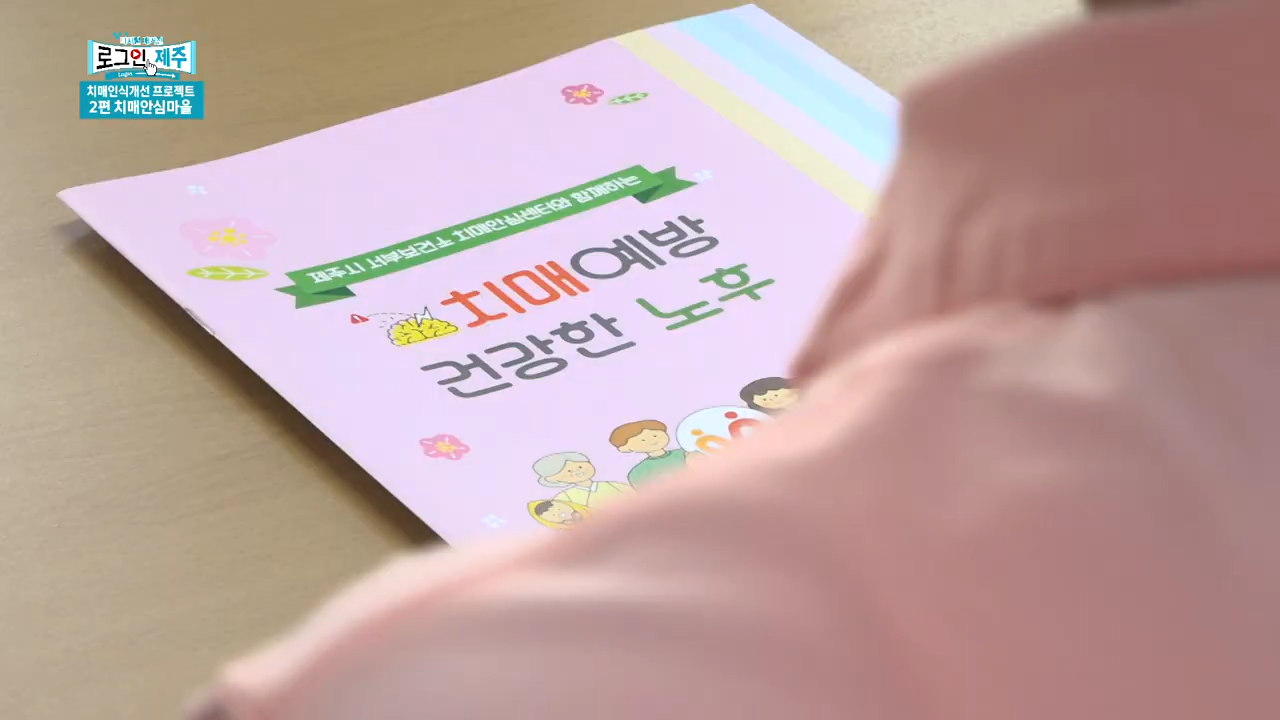 로그인 제주
Login
치매인식개선 프로젝트
2편 치매안심마을
제주시 서부보건소 치매안심센터와 함께하는
치매예방
건강한 노후